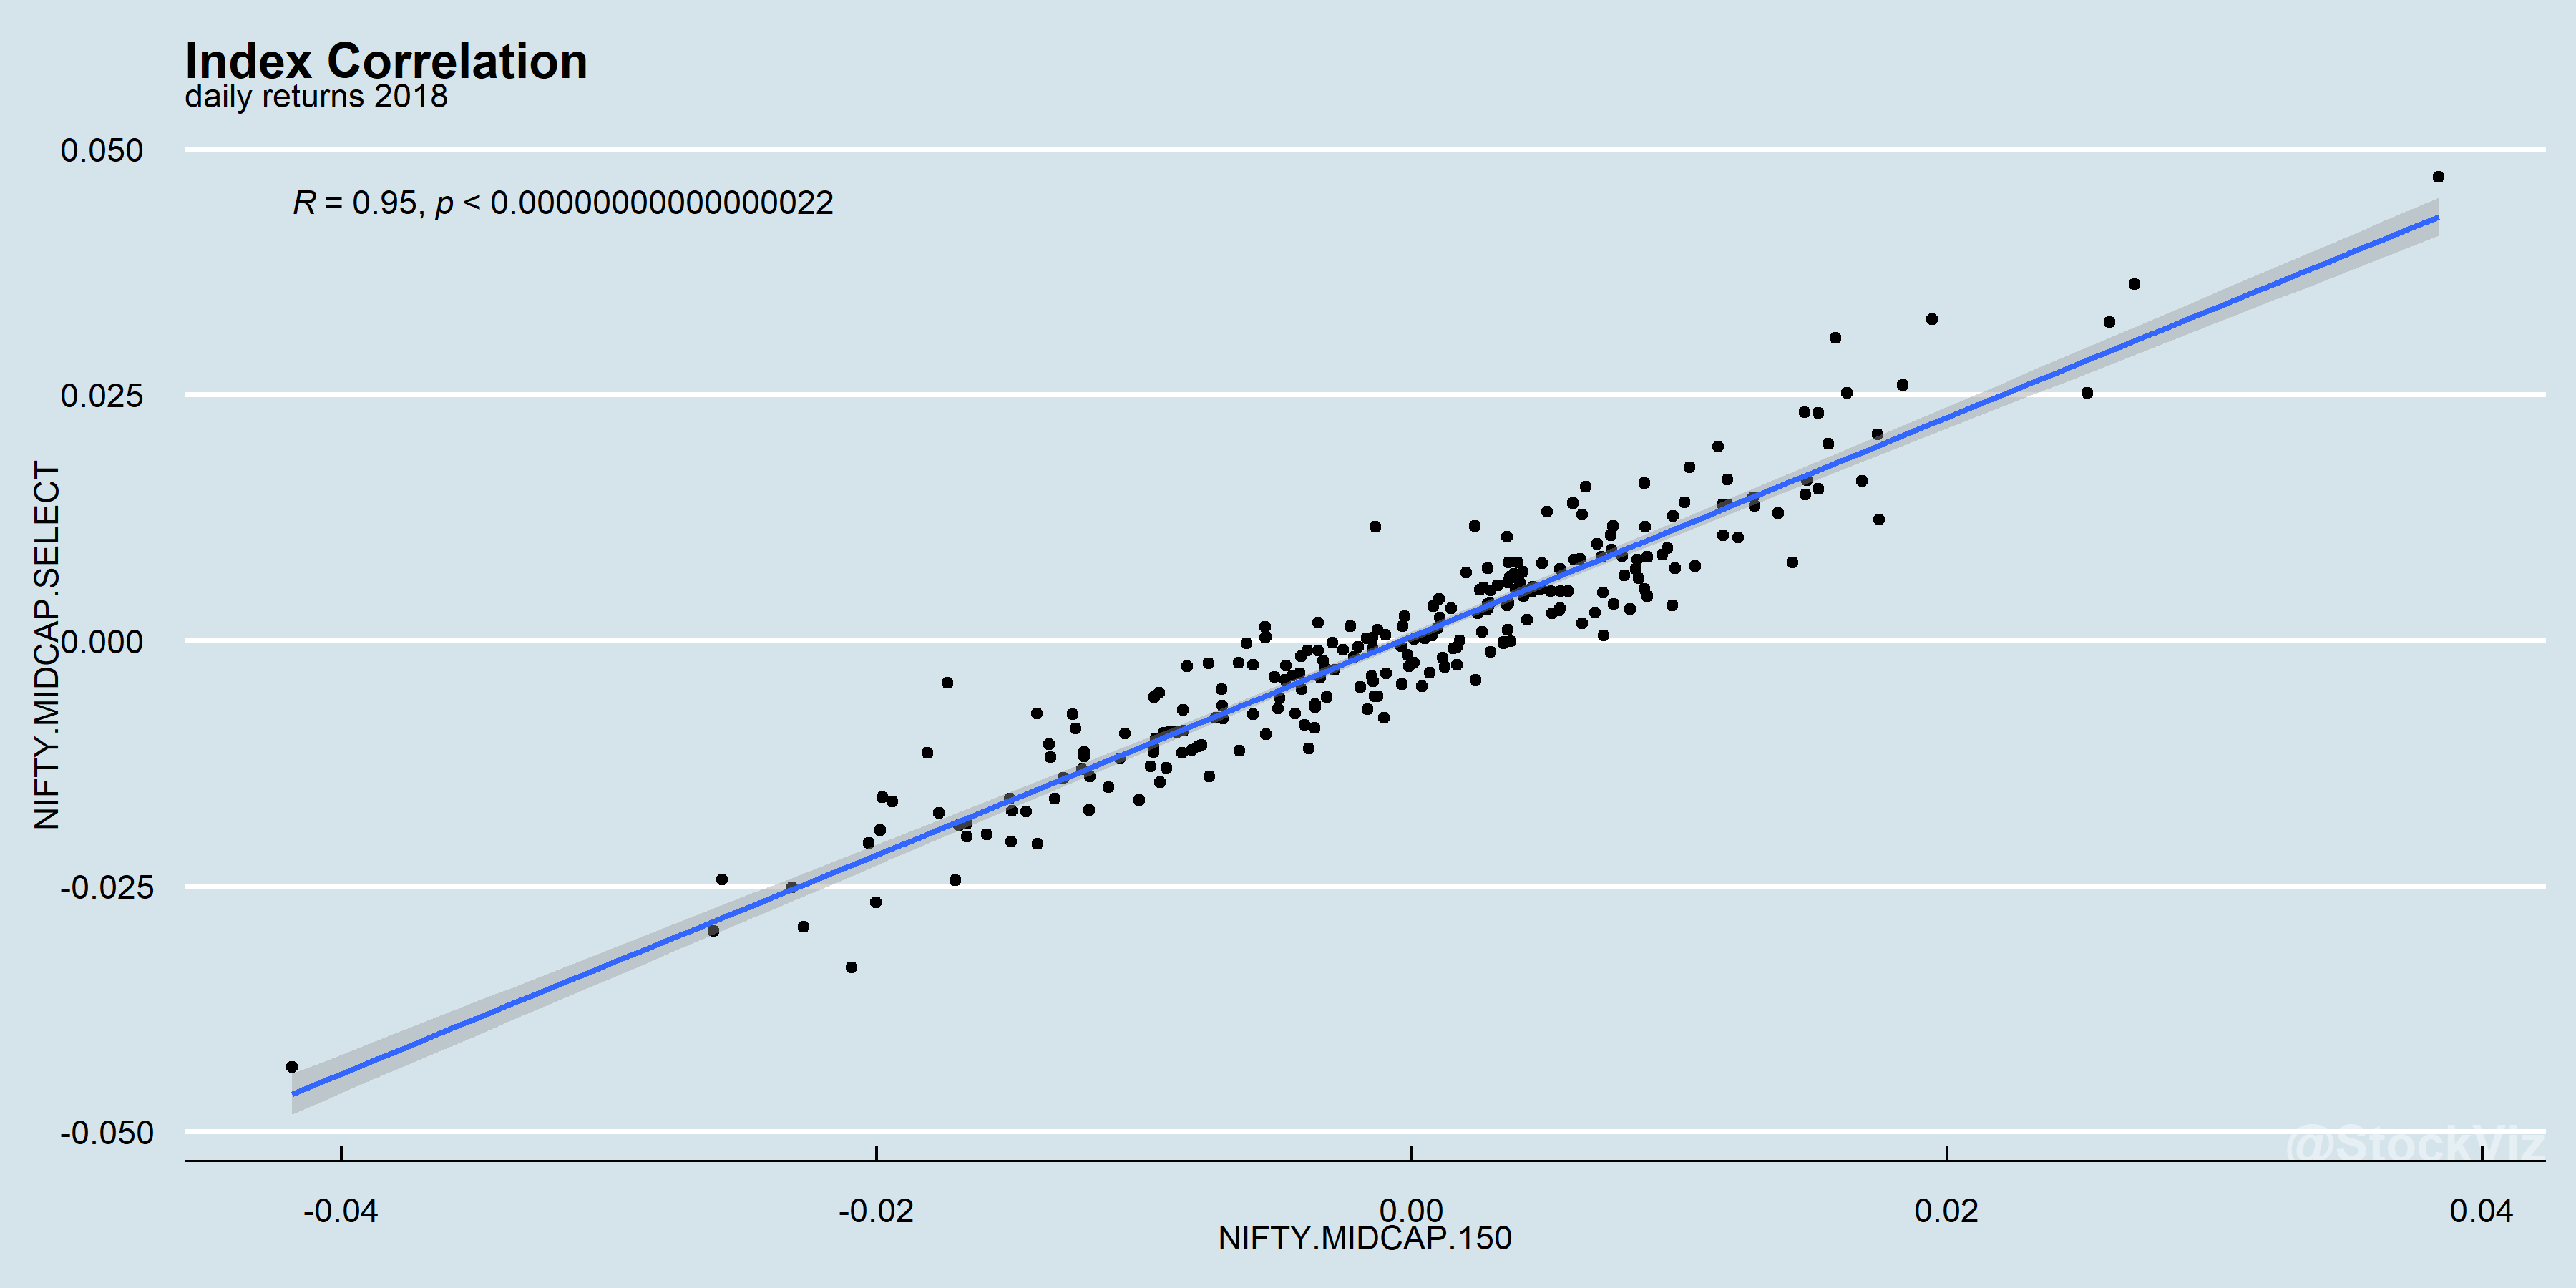 Index Correlation
daily returns 2018
0.050
R = 0.95, p < 0.00000000000000022
0.025
NIFTY.MIDCAP.SELECT
0.000
-0.025
-0.050
@StockViz
-0.04 -0.02 0.00 0.02 0.04
NIFTY.MIDCAP.150